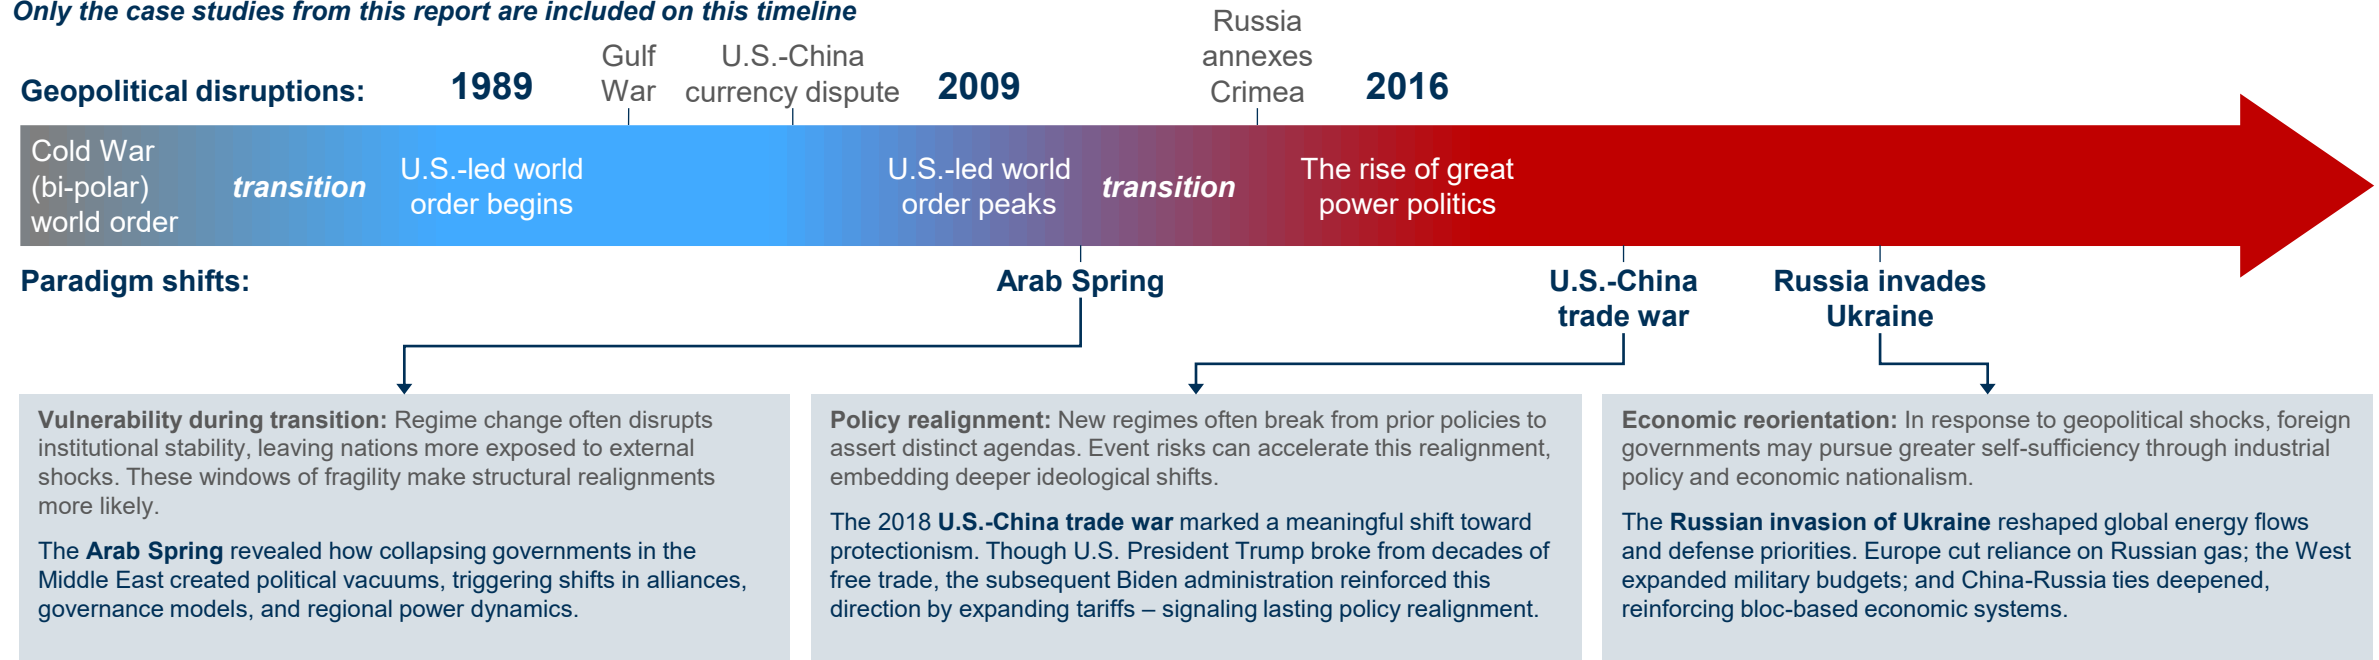 Only the case studies from this report are included on this timeline
Geopolitical disruptions:
1989
Gulf
War
U.S.-China
currency dispute
2009
Russia
annexes
Crimea
2016
Cold War
(bi-polar)
world order
transition
U.S.-led world
order begins
U.S.-led world
order peaks
transition
The rise of great
power politics
Paradigm shifts:
Arab Spring
U.S.-China
trade war
Russia invades
Ukraine
Vulnerability during transition: Regime change often disrupts
institutional stability, leaving nations more exposed to external
shocks. These windows of fragility make structural realignments
more likely.
The Arab Spring revealed how collapsing governments in the
Middle East created political vacuums, triggering shifts in alliances,
governance models, and regional power dynamics.
Policy realignment: New regimes often break from prior policies to
assert distinct agendas. Event risks can accelerate this realignment,
embedding deeper ideological shifts.
The 2018 U.S.-China trade war marked a meaningful shift toward
protectionism. Though U.S. President Trump broke from decades of
free trade, the subsequent Biden administration reinforced this
direction by expanding tariffs – signaling lasting policy realignment.
Economic reorientation: In response to geopolitical shocks, foreign
governments may pursue greater self-sufficiency through industrial
policy and economic nationalism.
The Russian invasion of Ukraine reshaped global energy flows
and defense priorities. Europe cut reliance on Russian gas; the West
expanded military budgets; and China-Russia ties deepened,
reinforcing bloc-based economic systems.